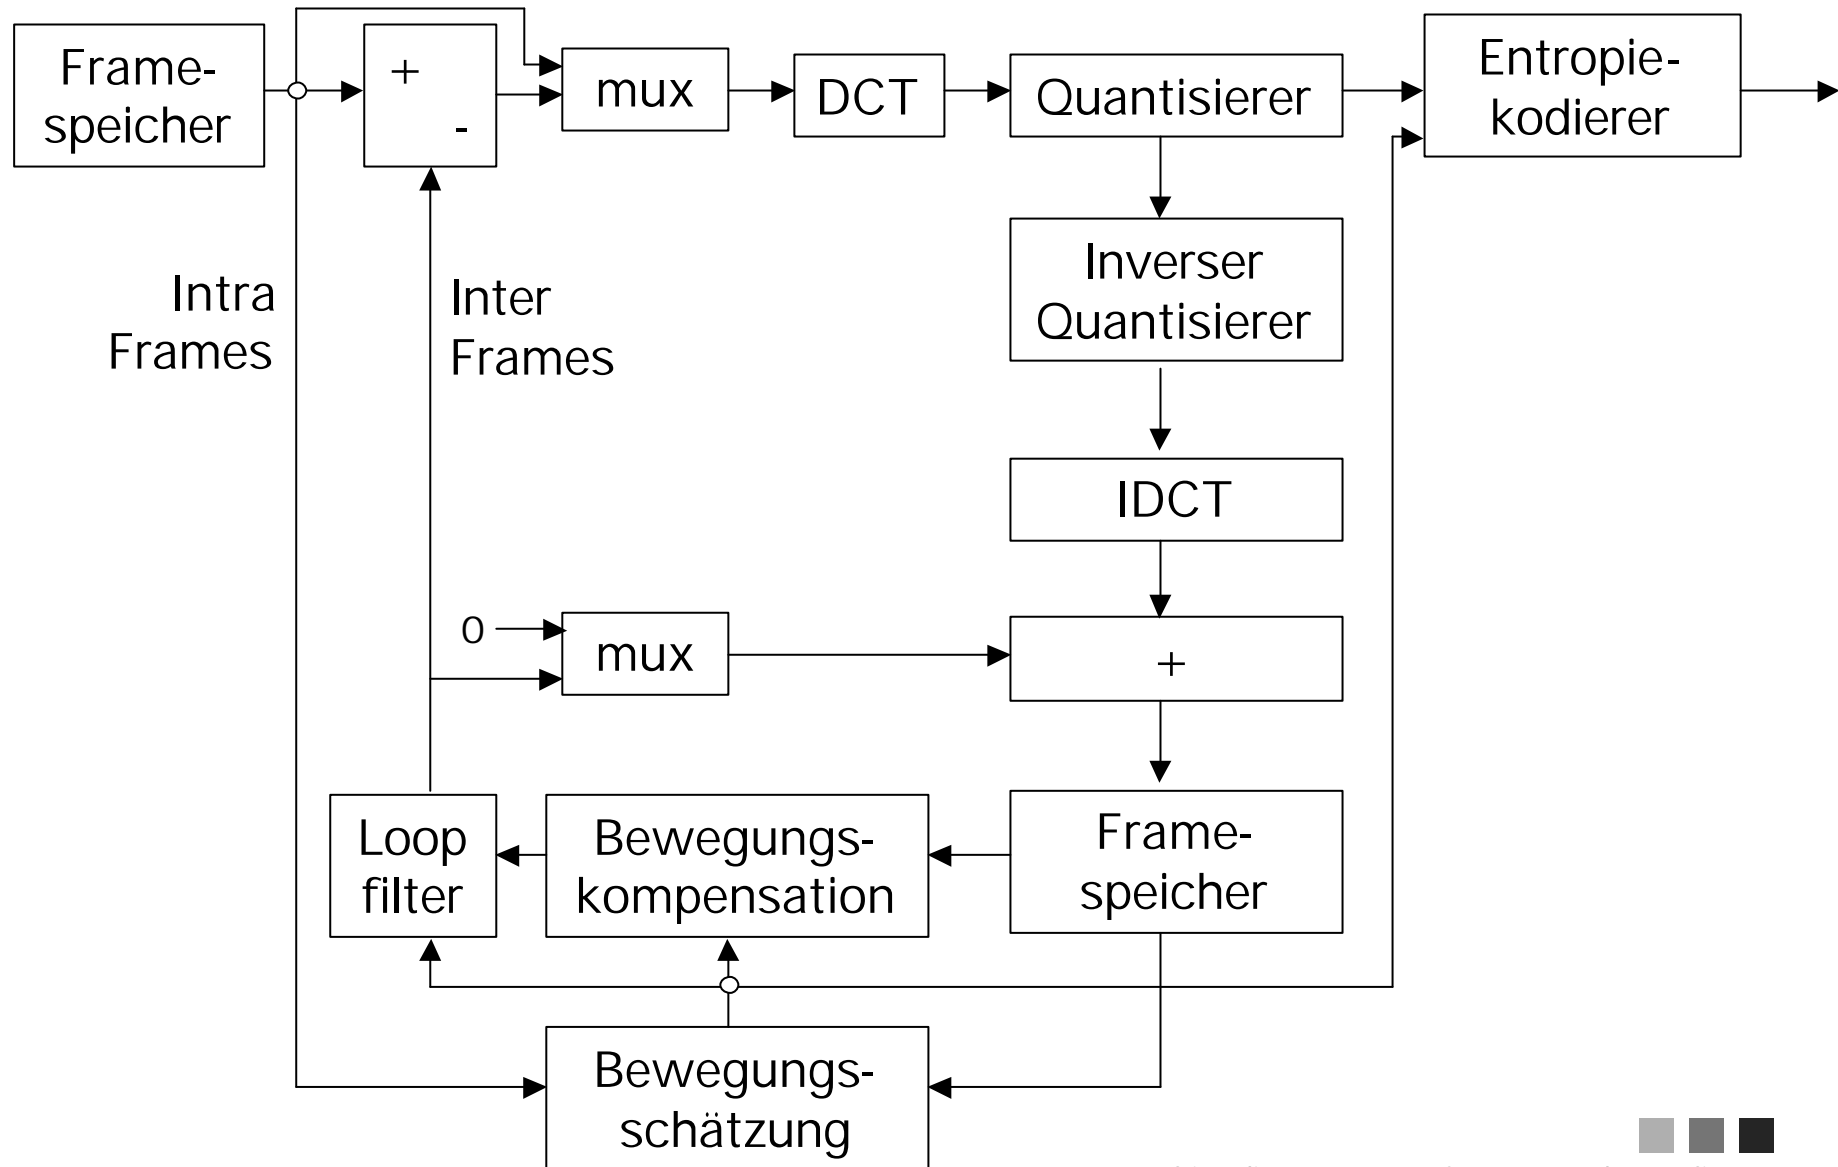 Frame-
speicher
+
-
mux
DCT
Quantisierer
Entropie-
kodierer
Inverser
Quantisierer
Intra
Frames
Inter
Frames
IDCT
0
mux
+
Loop
filter
Bewegungs-
kompensation
Frame-
speicher
Bewegungs-
schätzung